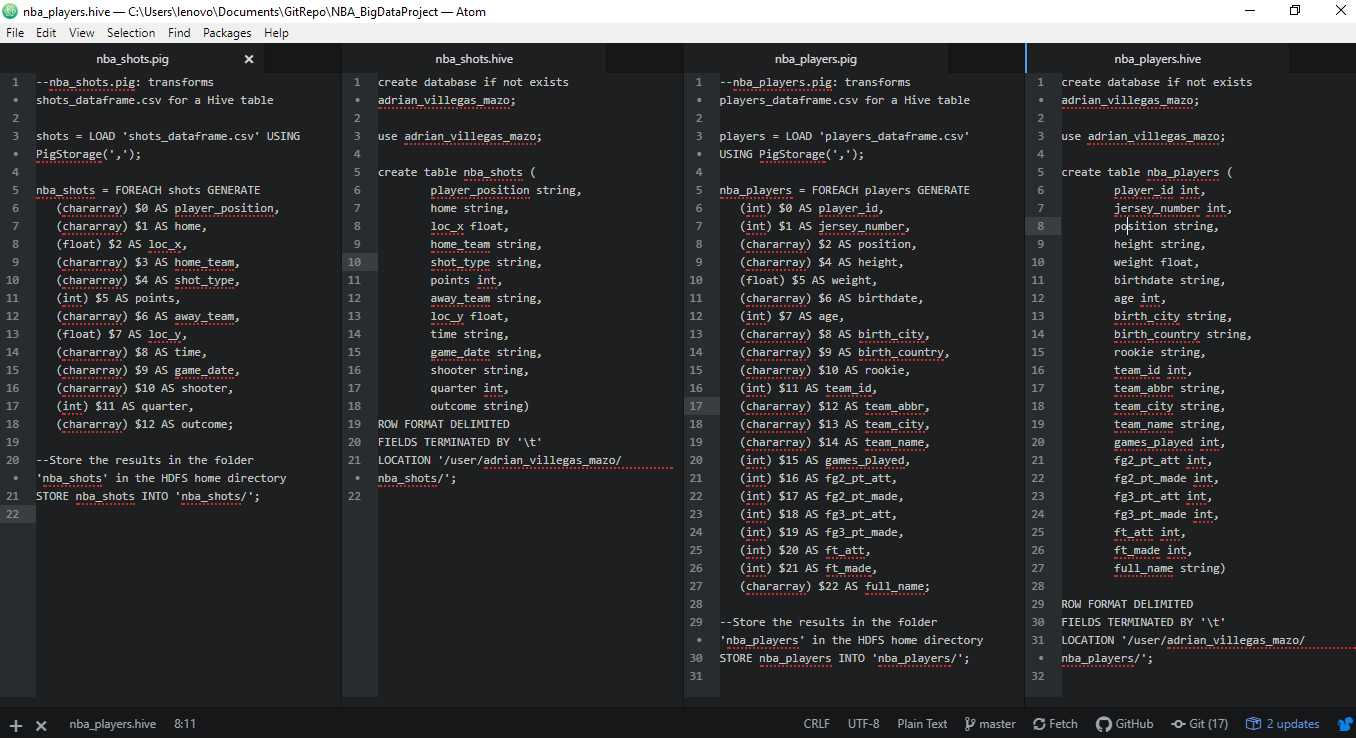 nba_players.hive — C:\Users\lenovo\Documents\GitRepo\NBA_BigDataProject — Atom
File Edit View Selection Find Packages Help
nba_shots.pig
1 --nba_shots.pig: transforms
• shots_dataframe.csv for a Hive table
2
3 shots = LOAD 'shots_dataframe.csv' USING
• PigStorage(',');
4
5 nba_shots = FOREACH shots GENERATE
6 (chararray) $0 AS player_position,
7 (chararray) $1 AS home,
8 (float) $2 AS loc_x,
9 (chararray) $3 AS home_team,
10 (chararray) $4 AS shot_type,
11 (int) $5 AS points,
12 (chararray) $6 AS away_team,
13 (float) $7 AS loc_y,
14 (chararray) $8 AS time,
15 (chararray) $9 AS game_date,
16 (chararray) $10 AS shooter,
17 (int) $11 AS quarter,
18 (chararray) $12 AS outcome;
19
20 --Store the results in the folder
• 'nba_shots' in the HDFS home directory
21 STORE nba_shots INTO 'nba_shots/';
22
nba_shots.hive
1 create database if not exists
• adrian_villegas_mazo;
2
3 use adrian_villegas_mazo;
4
5 create table nba_shots (
6 player_position string,
7 home string,
8 loc_x float,
9 home_team string,
10 shot_type string,
11 points int,
12 away_team string,
13 loc_y float,
14 time string,
15 game_date string,
16 shooter string,
17 quarter int,
18 outcome string)
19 ROW FORMAT DELIMITED
20 FIELDS TERMINATED BY '\t'
21 LOCATION '/user/adrian_villegas_mazo/
• nba_shots/';
22
nba_players.pig
1 --nba_players.pig: transforms
• players_dataframe.csv for a Hive table
2
3 players = LOAD 'players_dataframe.csv'
• USING PigStorage(',');
4
5 nba_players = FOREACH players GENERATE
6 (int) $0 AS player_id,
7 (int) $1 AS jersey_number,
8 (chararray) $2 AS position,
9 (chararray) $4 AS height,
10 (float) $5 AS weight,
11 (chararray) $6 AS birthdate,
12 (int) $7 AS age,
13 (chararray) $8 AS birth_city,
14 (chararray) $9 AS birth_country,
15 (chararray) $10 AS rookie,
16 (int) $11 AS team_id,
17 (chararray) $12 AS team_abbr,
18 (chararray) $13 AS team_city,
19 (chararray) $14 AS team_name,
20 (int) $15 AS games_played,
21 (int) $16 AS fg2_pt_att,
22 (int) $17 AS fg2_pt_made,
23 (int) $18 AS fg3_pt_att,
24 (int) $19 AS fg3_pt_made,
25 (int) $20 AS ft_att,
26 (int) $21 AS ft_made,
27 (chararray) $22 AS full_name;
28
29 --Store the results in the folder
• 'nba_players' in the HDFS home directory
30 STORE nba_players INTO 'nba_players/';
31
nba_players.hive
1 create database if not exists
• adrian_villegas_mazo;
2
3 use adrian_villegas_mazo;
4
5 create table nba_players (
6 player_id int,
7 jersey_number int,
8 position string,
9 height string,
10 weight float,
11 birthdate string,
12 age int,
13 birth_city string,
14 birth_country string,
15 rookie string,
16 team_id int,
17 team_abbr string,
18 team_city string,
19 team_name string,
20 games_played int,
21 fg2_pt_att int,
22 fg2_pt_made int,
23 fg3_pt_att int,
24 fg3_pt_made int,
25 ft_att int,
26 ft_made int,
27 full_name string)
28
29 ROW FORMAT DELIMITED
30 FIELDS TERMINATED BY '\t'
31 LOCATION '/user/adrian_villegas_mazo/
• nba_players/';
32
nba_players.hive 8:11 CRLF UTF-8 Plain Text master Fetch GitHub Git (17) 2 updates